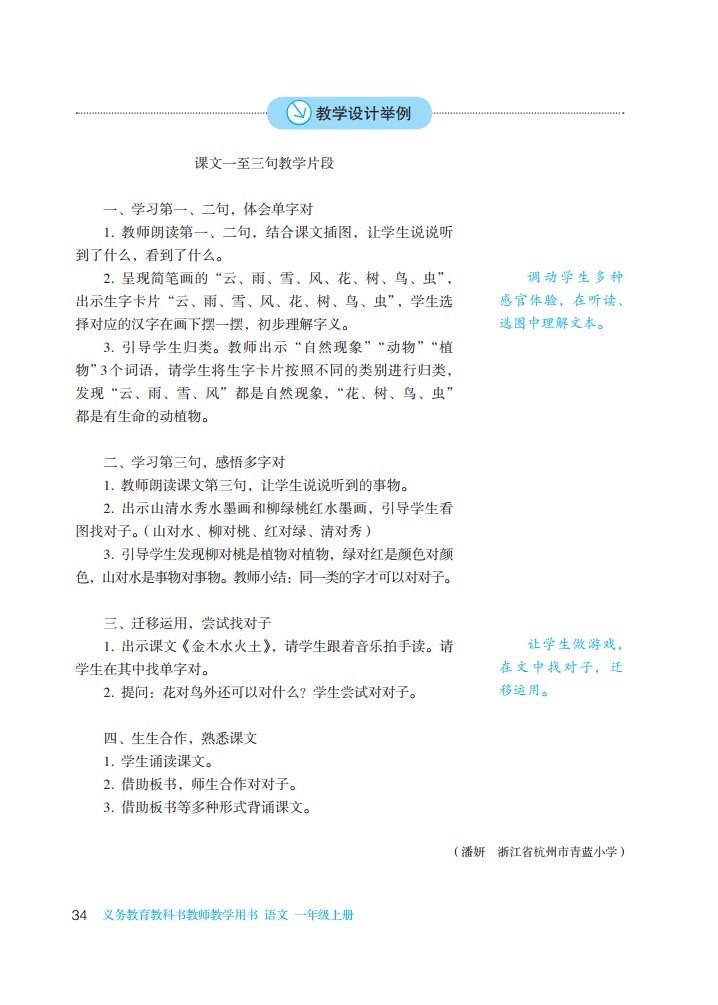 教学设计举例
课文一至三句教学片段
一、学习第一、二句，体会单字对
1. 教师朗读第一、二句，结合课文插图，让学生说说听
到了什么，看到了什么。
2. 呈现简笔画的“云、雨、雪、风、花、树、鸟、虫”，
出示生字卡片“云、雨、雪、风、花、树、鸟、虫”，学生选
择对应的汉字在画下摆一摆，初步理解字义。
调动学生多种
感官体验，在听读、
选图中理解文本。
3. 引导学生归类。教师出示“自然现象”“动物”“植
物”3个词语，请学生将生字卡片按照不同的类别进行归类，
发现“云、雨、雪、风”都是自然现象，“花、树、鸟、虫”
都是有生命的动植物。
二、学习第三句，感悟多字对
1. 教师朗读课文第三句，让学生说说听到的事物。
2. 出示山清水秀水墨画和柳绿桃红水墨画，引导学生看
图找对子。（山对水、柳对桃、红对绿、清对秀）
3. 引导学生发现柳对桃是植物对植物，绿对红是颜色对颜
色，山对水是事物对事物。教师小结：同一类的字才可以对对子。
三、迁移运用，尝试找对子
1. 出示课文《金木水火土》，请学生跟着音乐拍手读。请
学生在其中找单字对。
2. 提问：花对鸟外还可以对什么？学生尝试对对子。
让学生做游戏，
在文中找对子，迁
移运用。
四、生生合作，熟悉课文
1. 学生诵读课文。
2. 借助板书，师生合作对对子。
3. 借助板书等多种形式背诵课文。
（潘妍　浙江省杭州市青蓝小学）
34 义务教育教科书教师教学用书 语文 一年级上册